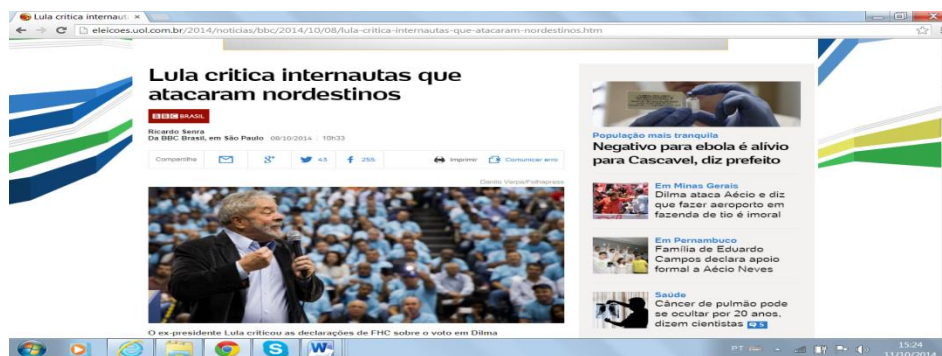 Lula critica internaut
eleicoes.uol.com.br/2014/noticias/bbc/2014/10/08/lula-critica-internautas-que-atacaram-nordestinos.htm
Lula critica internautas que
atacaram nordestinos
BBC BRASIL
Ricardo Senra
Da BBC Brasil, em São Paulo 08/10/2014 10h33
Compartilhe 43 255 Imprimir Comunicar erro
Danilo Verpa/Folhapress
O ex-presidente Lula criticou as declarações de FHC sobre o voto em Dilma
População mais tranquila
Negativo para ebola é alívio
para Cascavel, diz prefeito
Em Minas Gerais
Dilma ataca Aécio e diz
que fazer aeroporto em
fazenda de tio é imoral
Em Pernambuco
Família de Eduardo
Campos declara apoio
formal a Aécio Neves
Saúde
Câncer de pulmão pode
se ocultar por 20 anos,
dizem cientistas 5
PT 15:24
11/10/2014